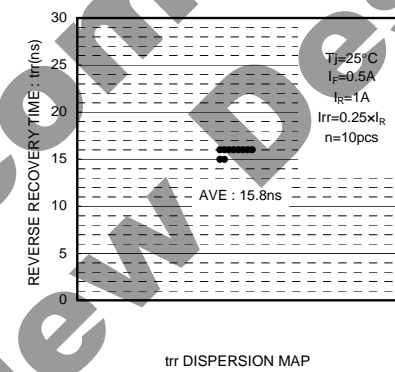 REVERSE RECOVERY TIME : trr(ns)
30
25
20
15
10
5
0
Tj=25°C
IF=0.5A
IR=1A
Irr=0.25×IR
n=10pcs
AVE : 15.8ns
trr DISPERSION MAP